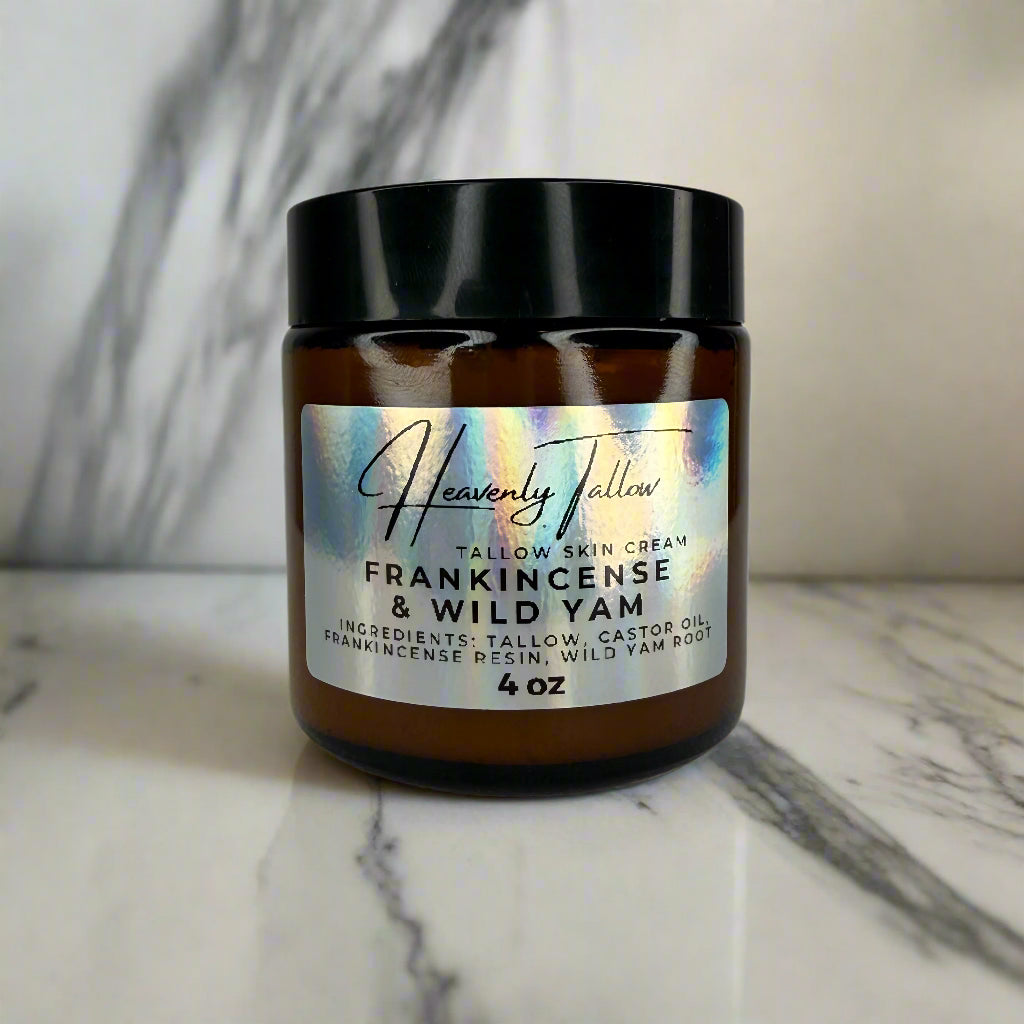 Heavenly Tallow
TALLOW SKIN CREAM
FRANKINCENSE
& WILD YAM
INGREDIENTS: TALLOW, CASTOR OIL,
FRANKINCENSE RESIN, WILD YAM ROOT
4 OZ